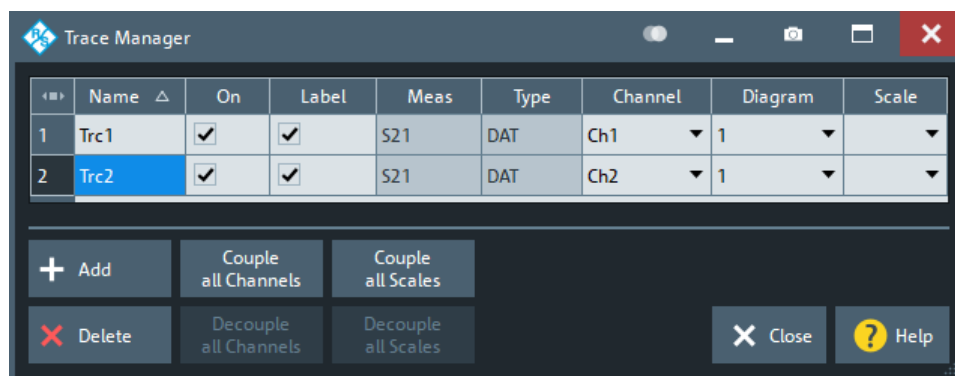 Trace Manager
Name On Label Meas Type Channel Diagram Scale
1 Trc1 S21 DAT Ch1 1
2 Trc2 S21 DAT Ch2 1
Add
Couple
all Channels
Couple
all Scales
Delete
Decouple
all Channels
Decouple
all Scales
Close
? Help